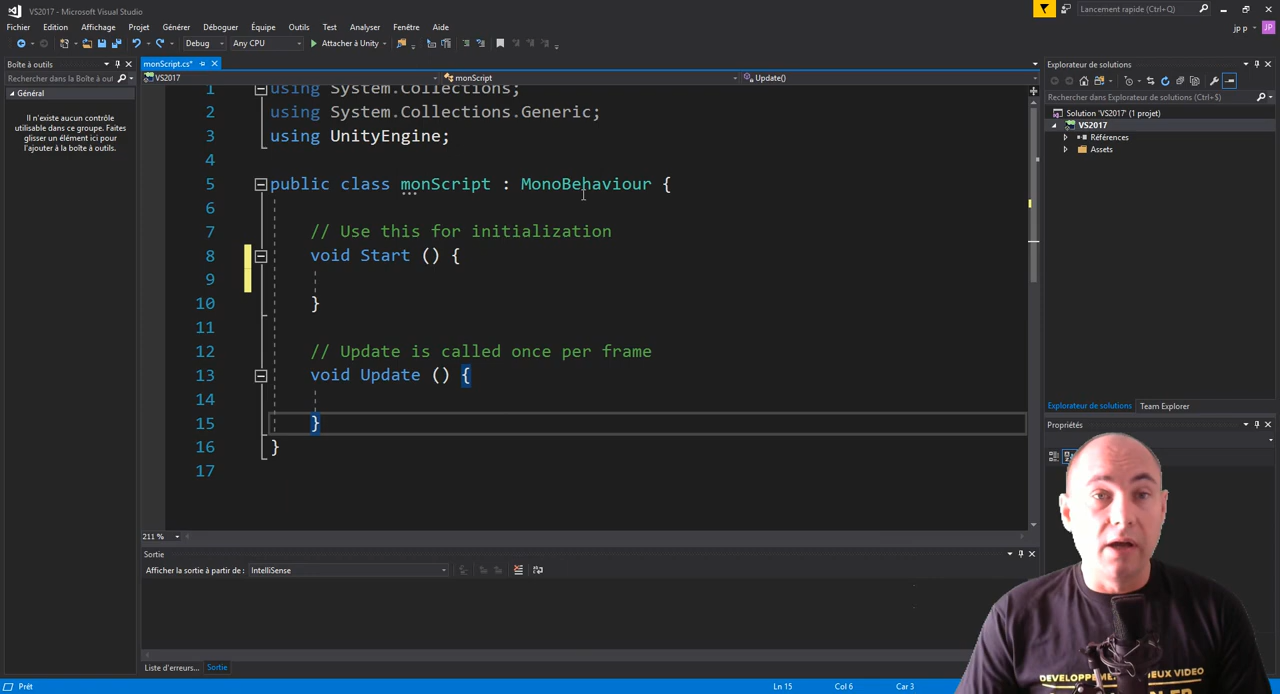 VS2017 - Microsoft Visual Studio
Lancement rapide (Ctrl+Q)
Fichier Edition Affichage Projet Générer Déboguer Équipe Outils Test Analyser Fenêtre Aide
jp p
JP
Debug Any CPU Attacher à Unity
Boîte à outils
Rechercher dans la Boîte à out
Général
Il n'existe aucun contrôle
utilisable dans ce groupe. Faites
glisser un élément ici pour
l'ajouter à la boîte à outils.
monScript.cs*
VS2017 monScript Update()
1 using System.Collections;
2 using System.Collections.Generic;
3 using UnityEngine;
4
5 public class monScript : MonoBehaviour {
6
7 // Use this for initialization
8 void Start () {
9
10 }
11
12 // Update is called once per frame
13 void Update () {
14
15 }
16 }
17
211 %
Sortie
Afficher la sortie à partir de : IntelliSense
Liste d'erreurs... Sortie
Explorateur de solutions
Rechercher dans Explorateur de solutions (Ctrl+$)
Solution 'VS2017' (1 projet)
VS2017
Références
Assets
Explorateur de solutions Team Explorer
Propriétés
Prêt Ln 15 Col 6 Car 3